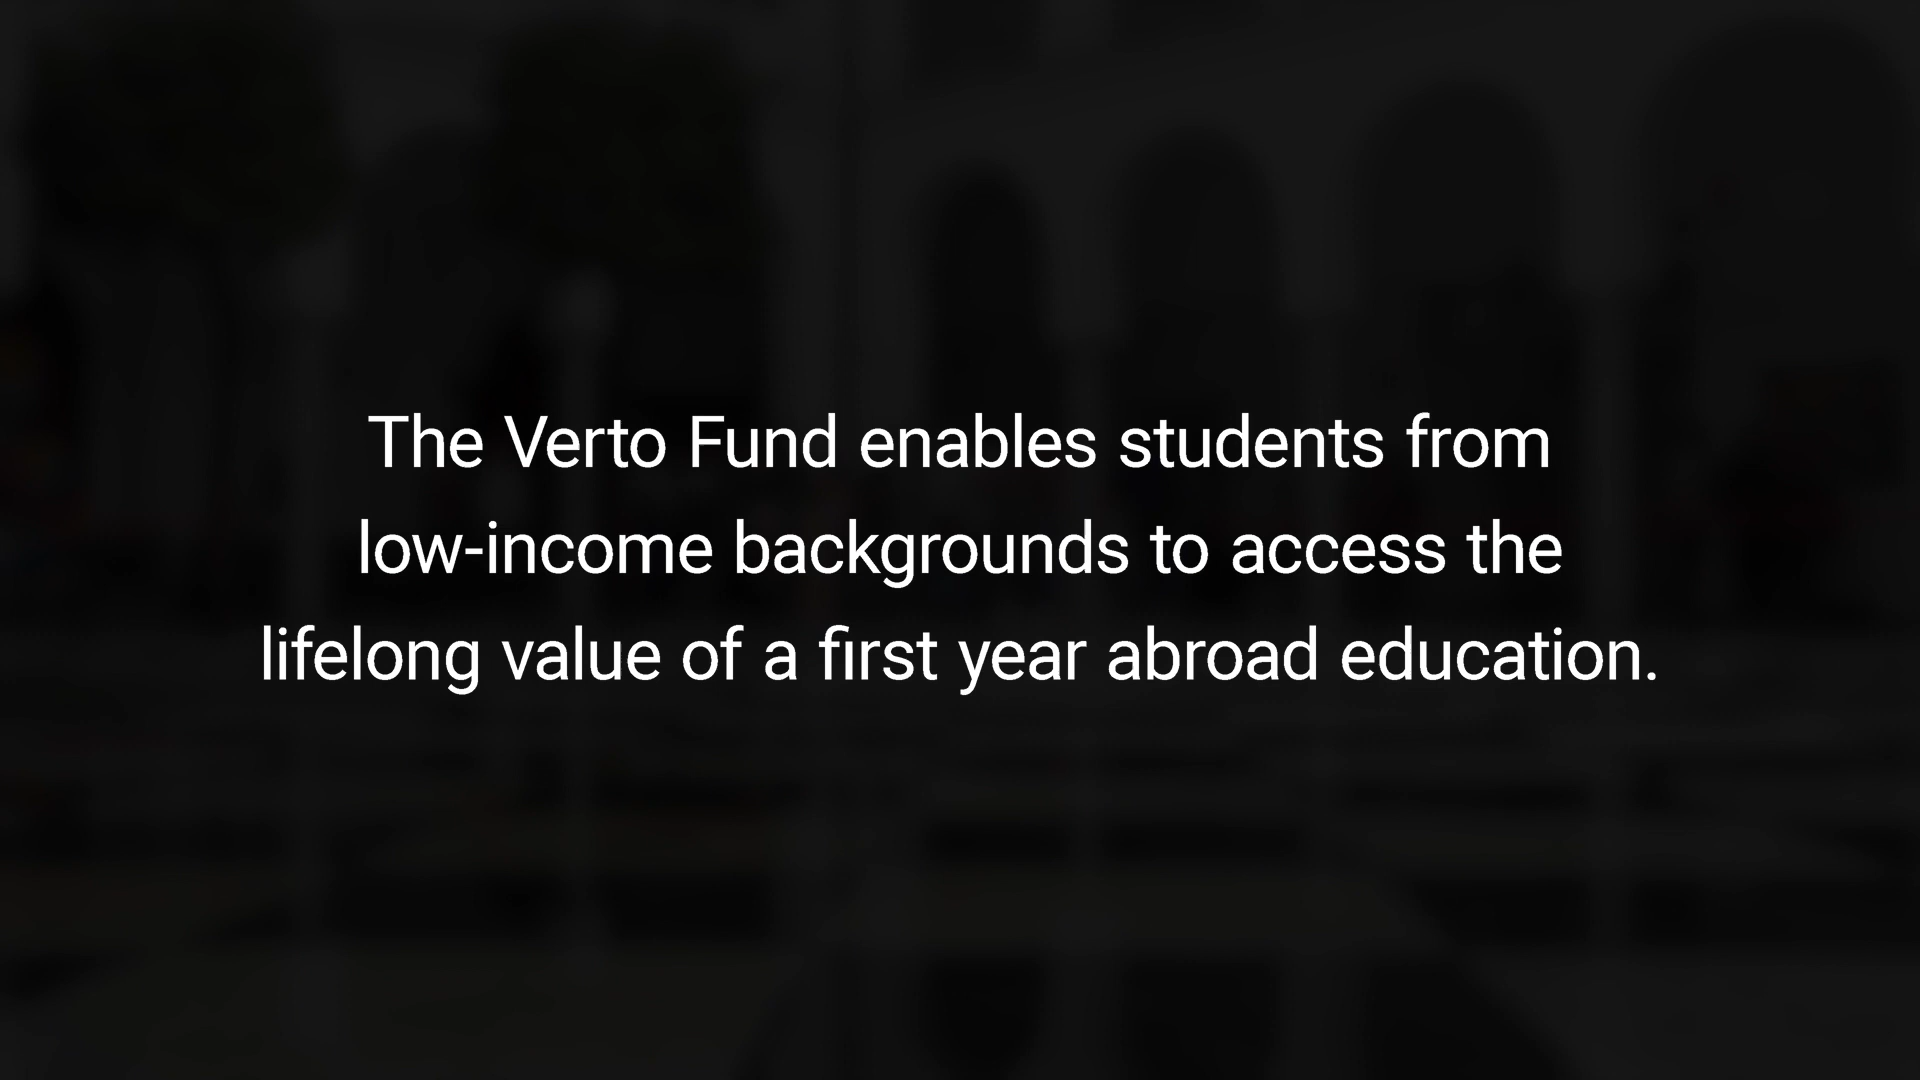 The Verto Fund enables students from
low-income backgrounds to access the
lifelong value of a first year abroad education.